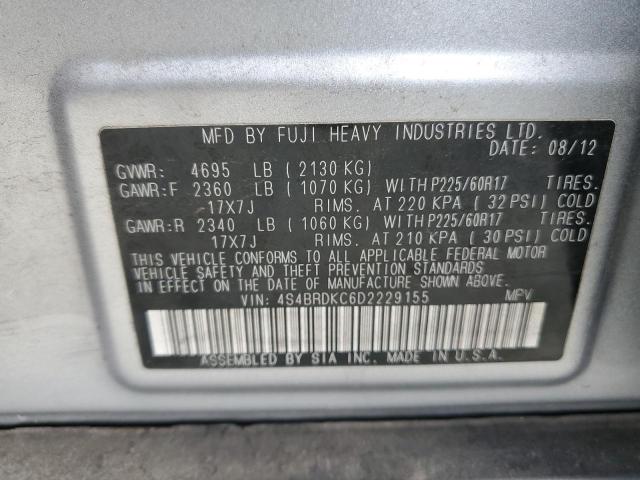 MFD BY FUJI HEAVY INDUSTRIES LTD.
DATE: 08/12
GVWR: 4695 LB ( 2130 KG)
GAWR:F 2360 LB ( 1070 KG) WITH P225/60R17 TIRES.
17X7J RIMS. AT 220 KPA ( 32 PSI) COLD
GAWR:R 2340 LB ( 1060 KG) WITH P225/60R17 TIRES.
17X7J RIMS. AT 210 KPA ( 30 PSI) COLD
THIS VEHICLE CONFORMS TO ALL APPLICABLE FEDERAL MOTOR
VEHICLE SAFETY AND THEFT PREVENTION STANDARDS
IN EFFECT ON THE DATE OF MANUFACTURE SHOWN ABOVE.
VIN: 4S4BRDKC6D2229155 MPV
ASSEMBLED BY SIA INC. MADE IN U.S.A.